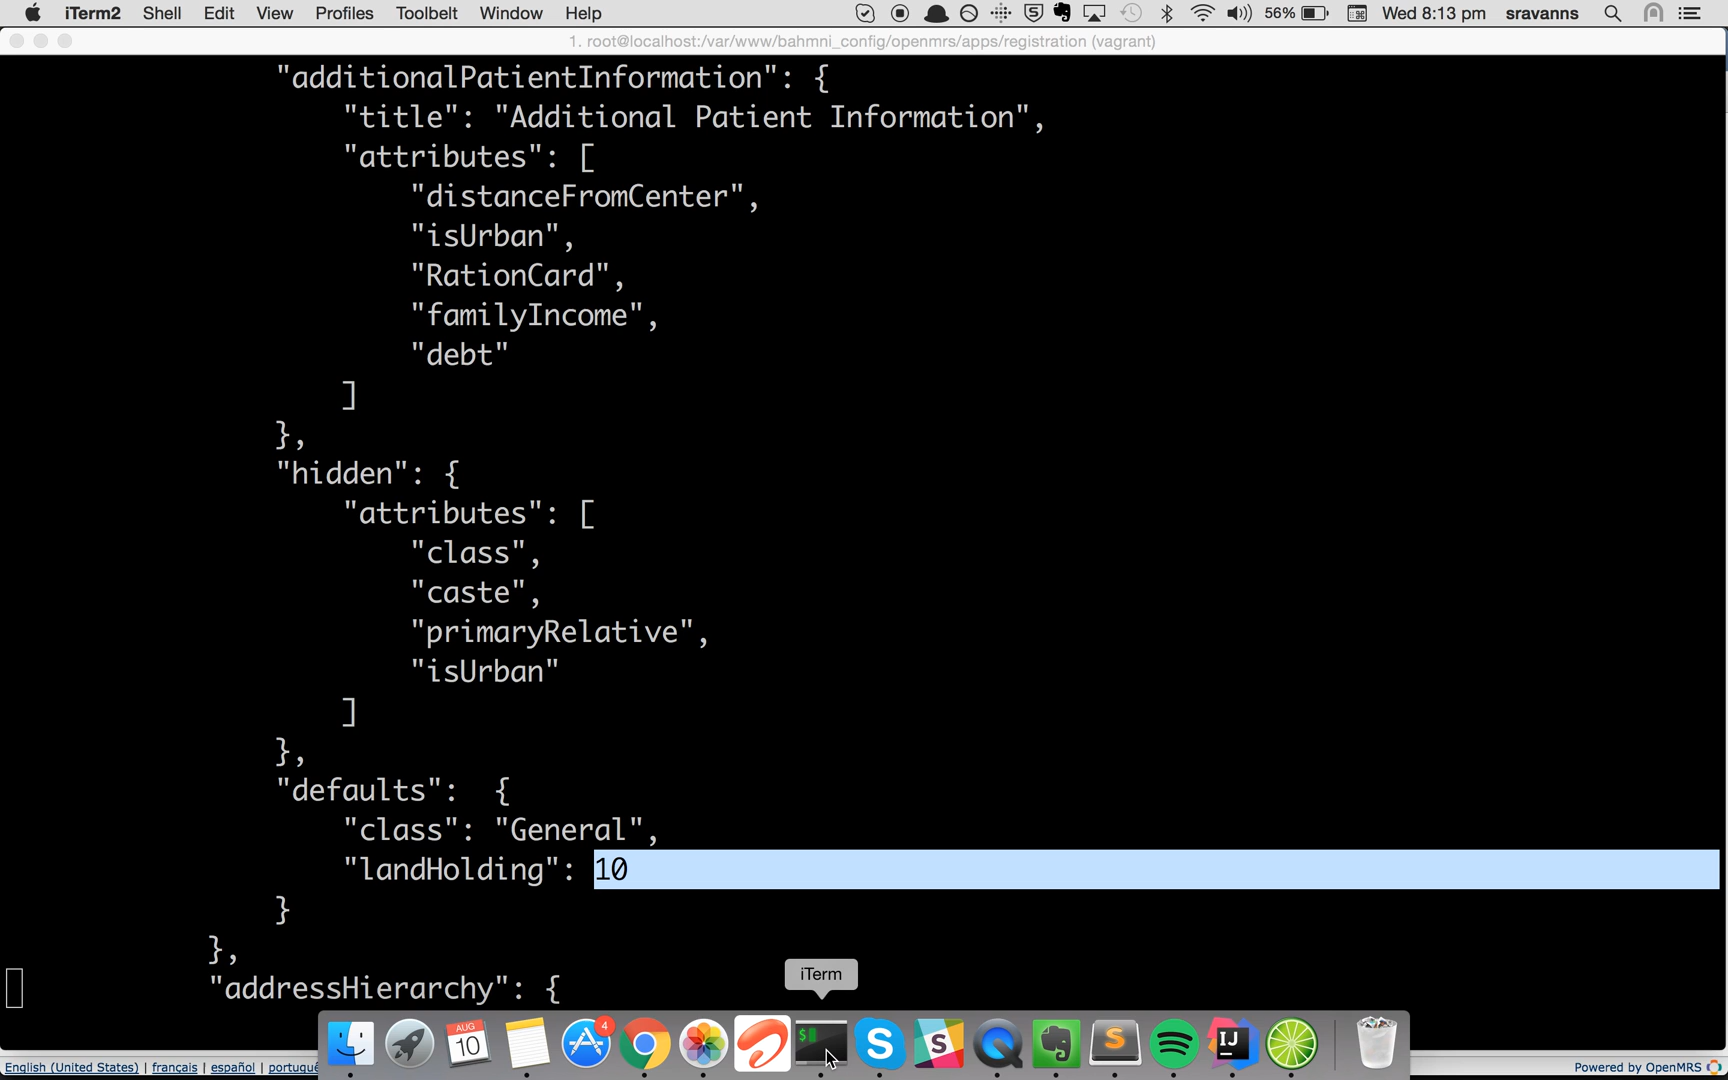 iTerm2 Shell Edit View Profiles Toolbelt Window Help 56% Wed 8:13 pm sravanns
1. root@localhost:/var/www/bahmni_config/openmrs/apps/registration (vagrant)
"additionalPatientInformation": {
"title": "Additional Patient Information",
"attributes": [
"distanceFromCenter",
"isUrban",
"RationCard",
"familyIncome",
"debt"
]
},
"hidden": {
"attributes": [
"class",
"caste",
"primaryRelative",
"isUrban"
]
},
"defaults":  {
"class": "General",
"landHolding": 10
}
},
"addressHierarchy": {
iTerm
AUG
10
4
English (United States) | français | español | portugu
Powered by OpenMRS